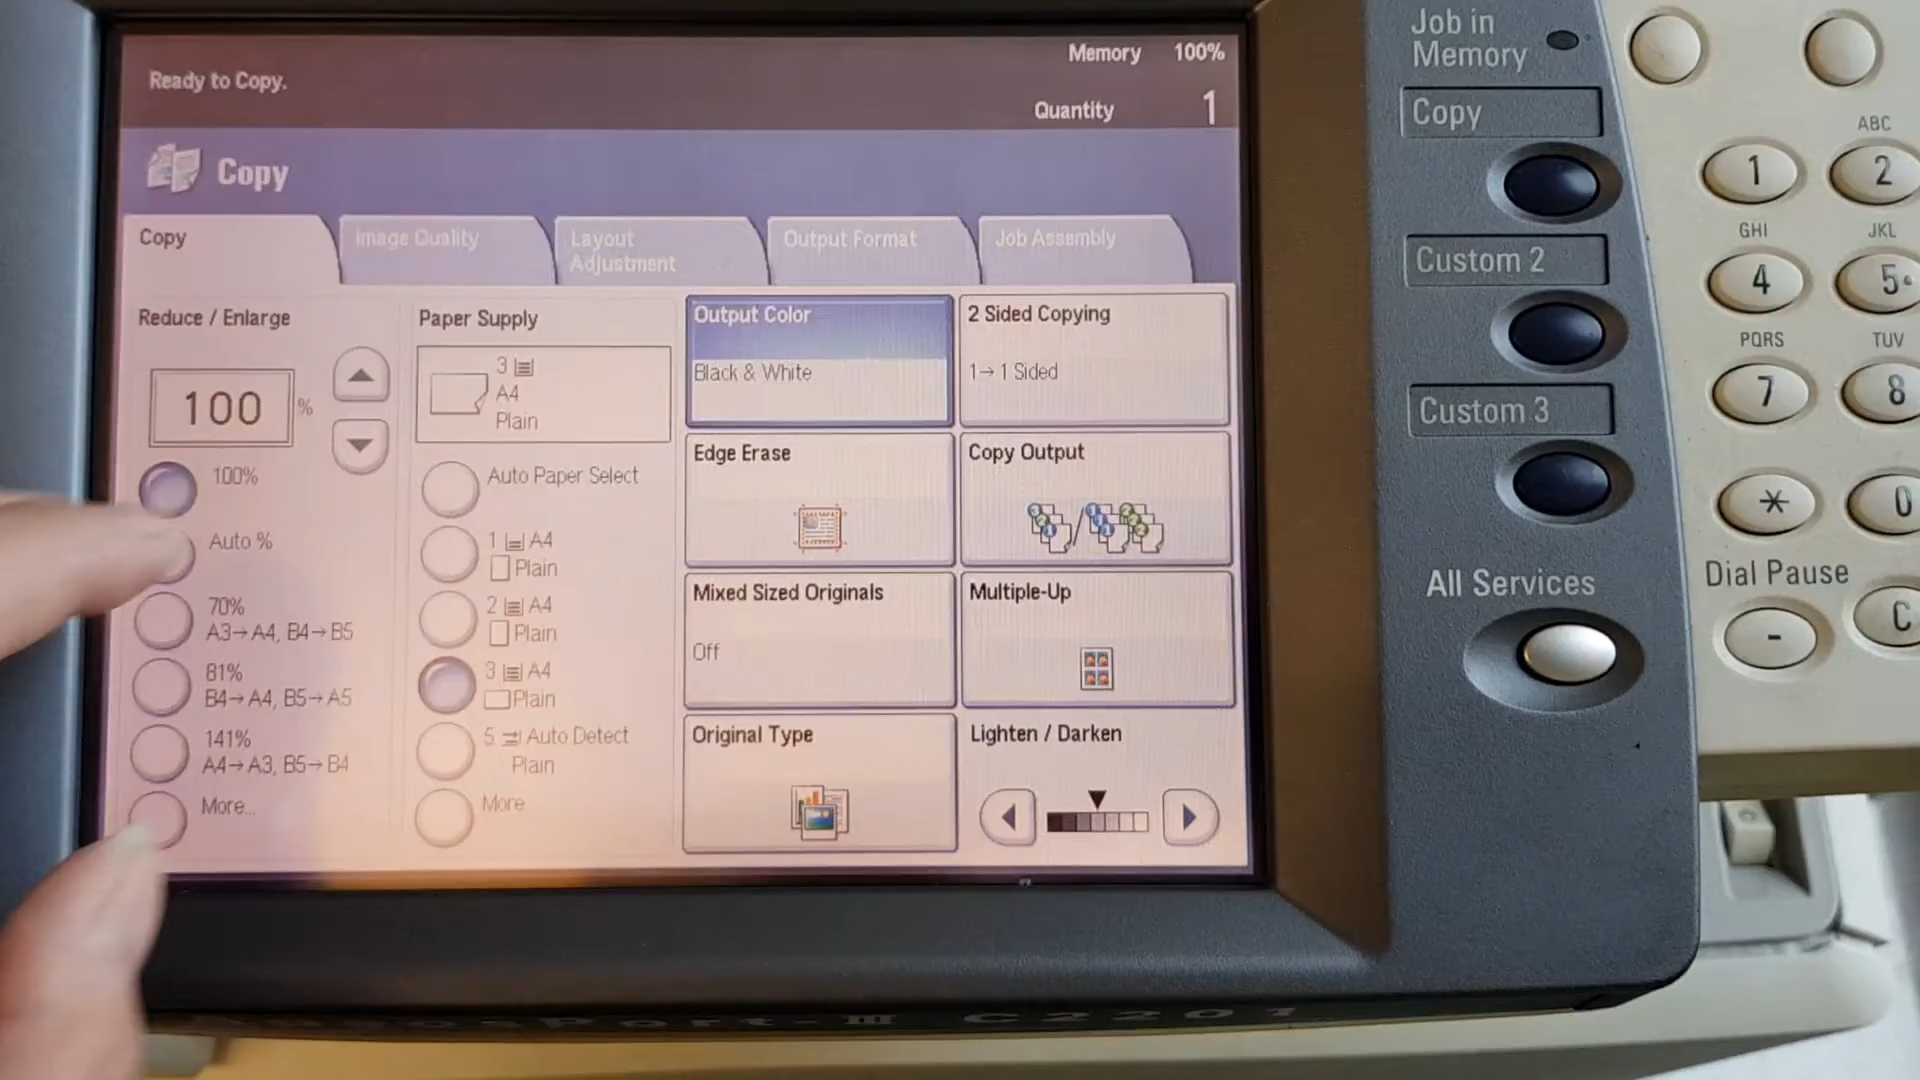 Ready to Copy.
Memory 100%
Quantity 1
Copy
Copy
Image Quality
Layout
Adjustment
Output Format
Job Assembly
Reduce / Enlarge
100 %
100%
Auto %
70%
A3→A4, B4→B5
81%
B4→A4, B5→A5
141%
A4→A3, B5→B4
More...
Paper Supply
3
A4
Plain
Auto Paper Select
1 A4
Plain
2 A4
Plain
3 A4
Plain
5 Auto Detect
Plain
More
Output Color
Black & White
2 Sided Copying
1→1 Sided
Edge Erase
Copy Output
Mixed Sized Originals
Off
Multiple-Up
Original Type
Lighten / Darken
Job in
Memory
Copy
Custom 2
Custom 3
All Services
ABC
1 2
GHI JKL
4 5
PQRS TUV
7 8
* 0
Dial Pause
- C
-III C2201